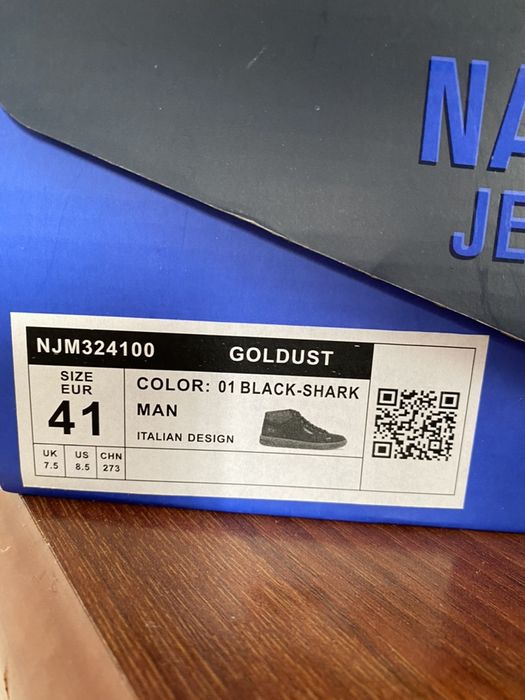 NA
JE
NJM324100 GOLDUST
SIZE
EUR
41
COLOR: 01 BLACK-SHARK
MAN
ITALIAN DESIGN
UK US CHN
7.5 8.5 273